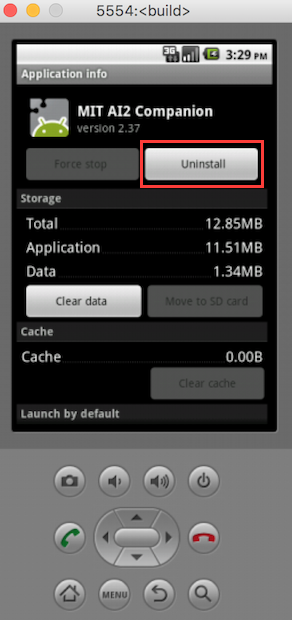 5554:<build>
3G
3:29 PM
Application info
MIT AI2 Companion
version 2.37
Force stop
Uninstall
Storage
Total 12.85MB
Application 11.51MB
Data 1.34MB
Clear data
Move to SD card
Cache
Cache 0.00B
Clear cache
Launch by default
MENU